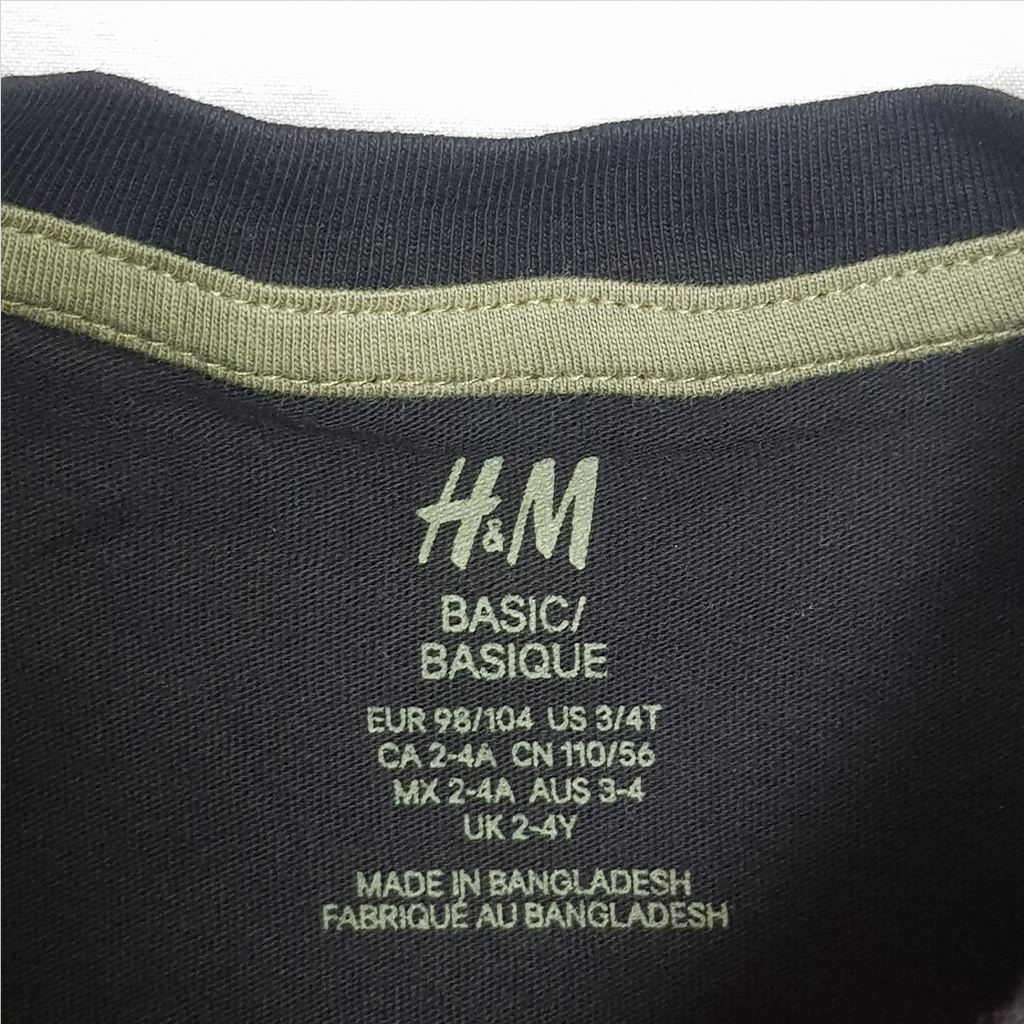 H&M
BASIC/
BASIQUE
EUR 98/104 US 3/4T
CA 2-4A CN 110/56
MX 2-4A AUS 3-4
UK 2-4Y
MADE IN BANGLADESH
FABRIQUÉ AU BANGLADESH